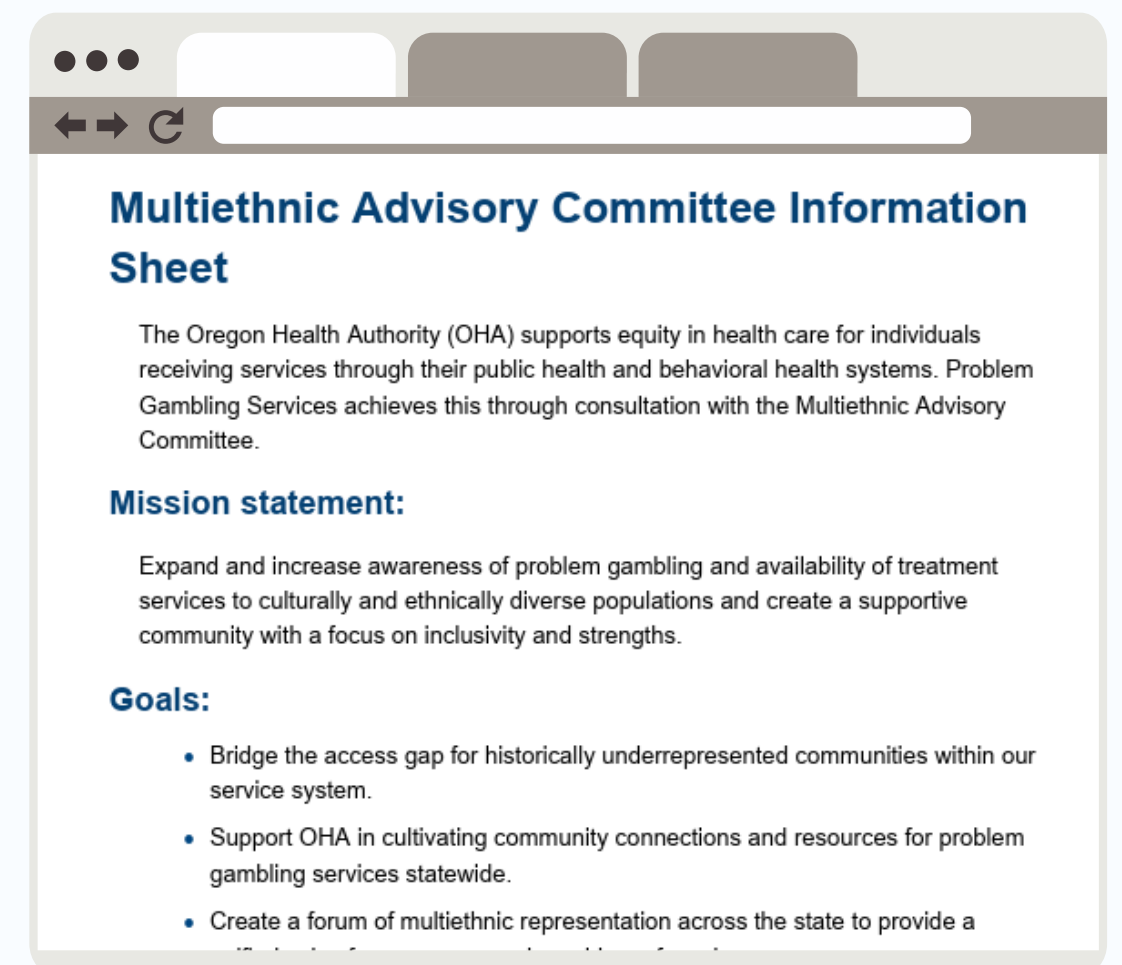 Multiethnic Advisory Committee Information
Sheet
The Oregon Health Authority (OHA) supports equity in health care for individuals
receiving services through their public health and behavioral health systems. Problem
Gambling Services achieves this through consultation with the Multiethnic Advisory
Committee.
Mission statement:
Expand and increase awareness of problem gambling and availability of treatment
services to culturally and ethnically diverse populations and create a supportive
community with a focus on inclusivity and strengths.
Goals:
• Bridge the access gap for historically underrepresented communities within our
service system.
• Support OHA in cultivating community connections and resources for problem
gambling services statewide.
• Create a forum of multiethnic representation across the state to provide a